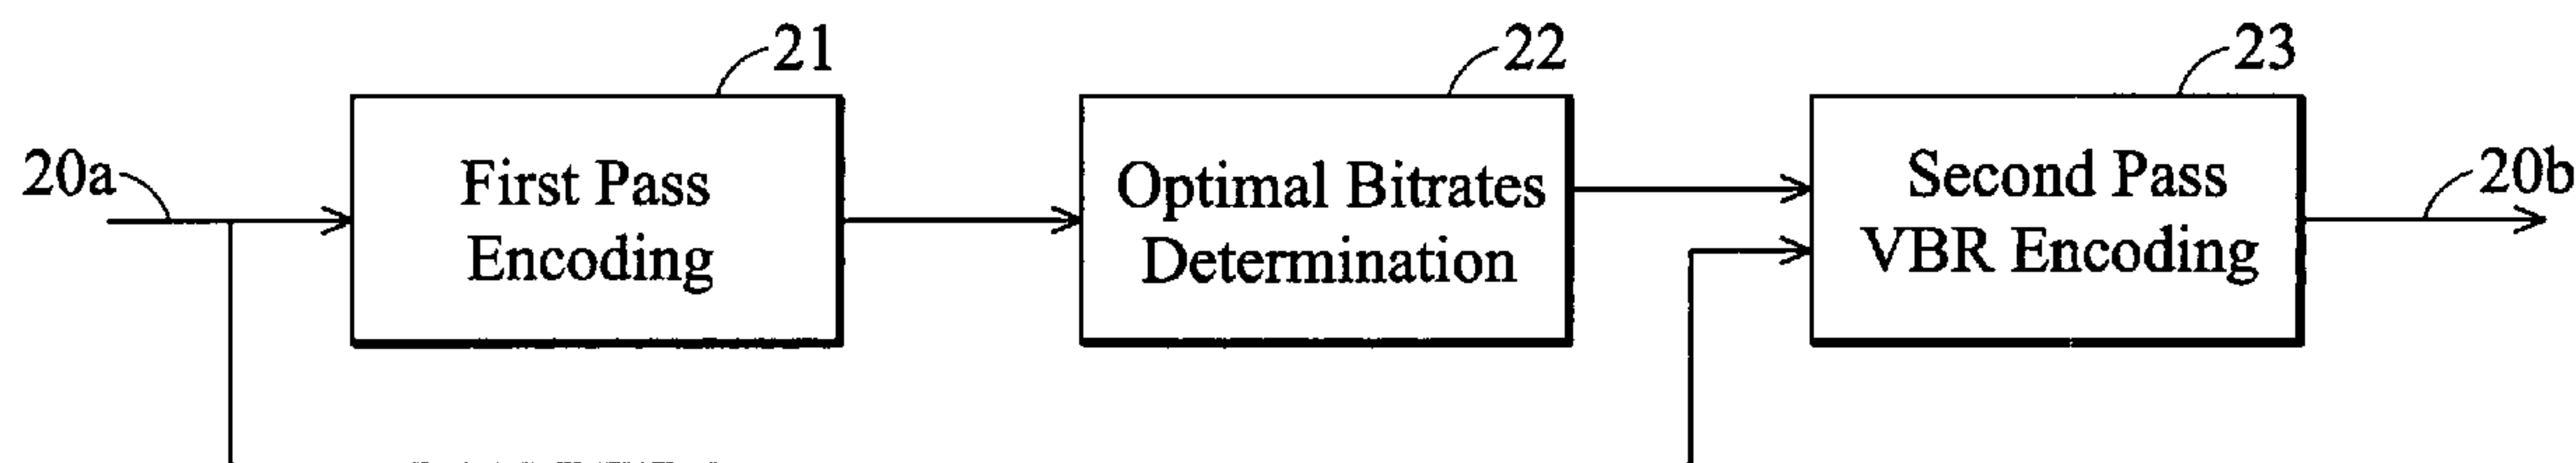 21
22
23
20a
First Pass
Encoding
Optimal Bitrates
Determination
Second Pass
VBR Encoding
20b